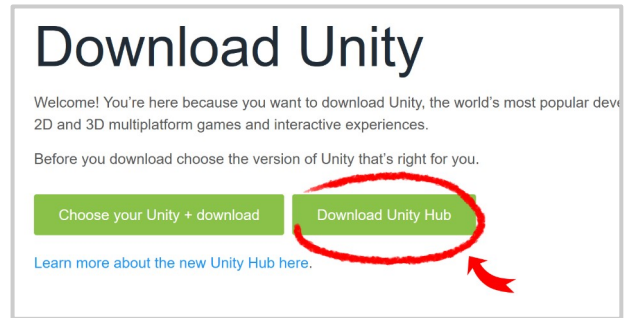 Download Unity
Welcome! You're here because you want to download Unity, the world's most popular
2D and 3D multiplatform games and interactive experiences.
Before you download choose the version of Unity that's right for you.
Choose your Unity + download
Download Unity Hub
Learn more about the new Unity Hub here.